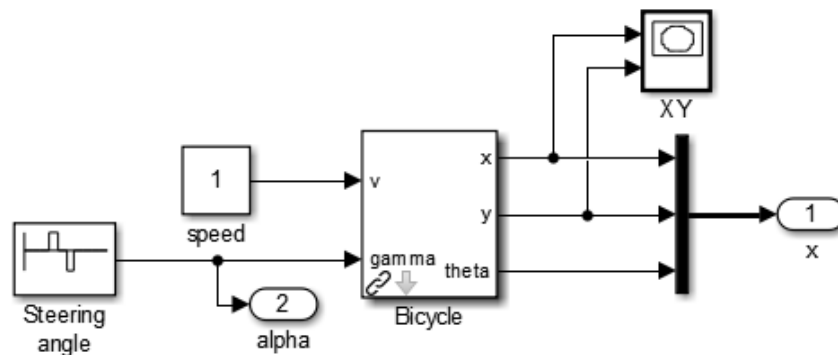 XY
x
1
v
y
1
speed
x
gamma
theta
2
Steering
angle
alpha
Bicycle